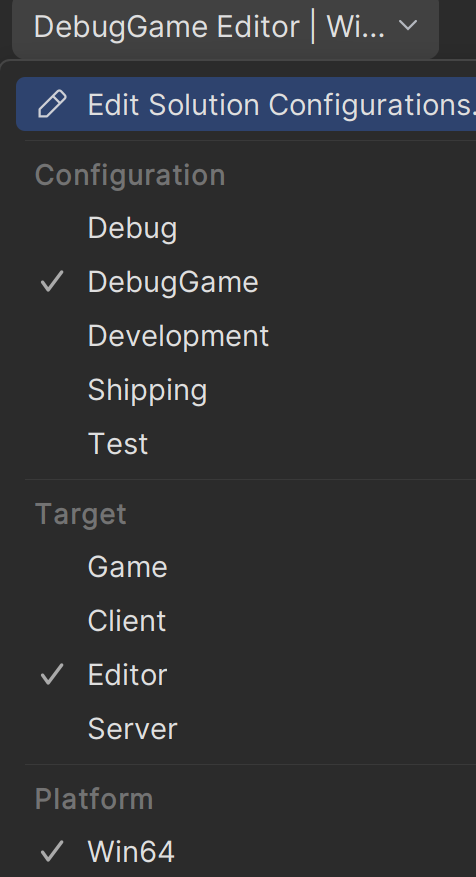 DebugGame Editor | Wi...
Edit Solution Configurations.
Configuration
Debug
DebugGame
Development
Shipping
Test
Target
Game
Client
Editor
Server
Platform
Win64